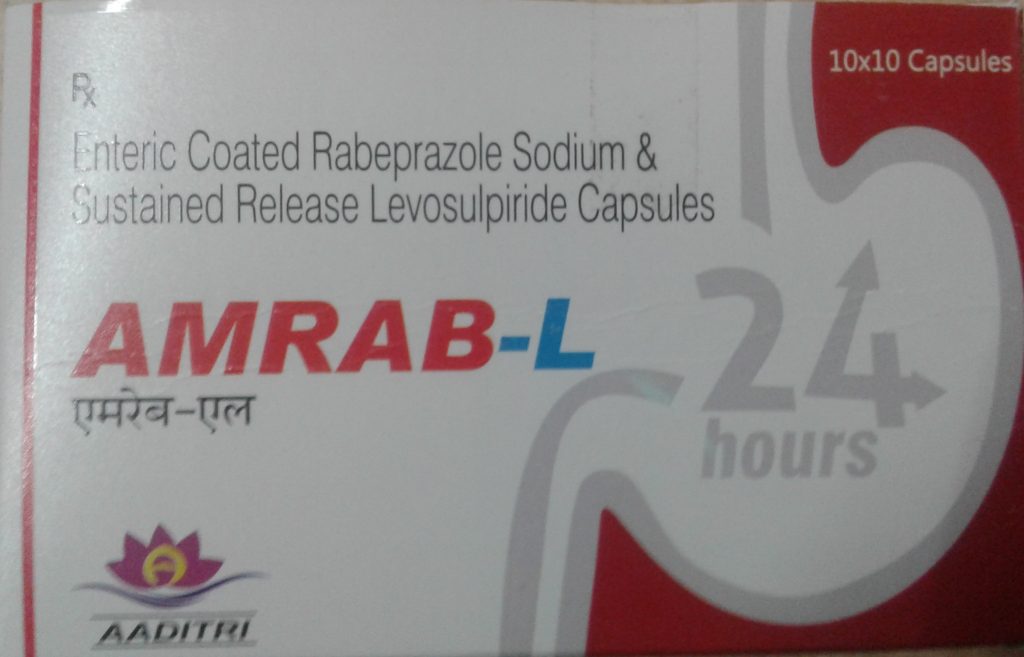 10x10 Capsules
Rx
Enteric Coated Rabeprazole Sodium &
Sustained Release Levosulpiride Capsules
AMRAB-L
एमरेब-एल
24
hours
AADITRI